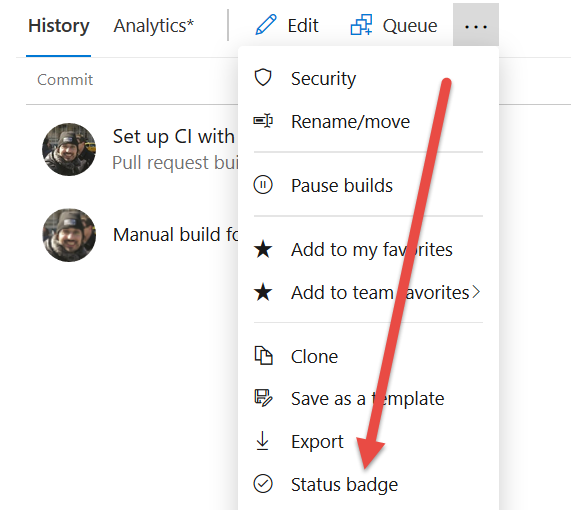 History Analytics* Edit Queue ...
Commit
Security
Rename/move
Set up CI with
Pull request bui
Pause builds
Manual build fo
Add to my favorites
Add to team favorites
Clone
Save as a template
Export
Status badge